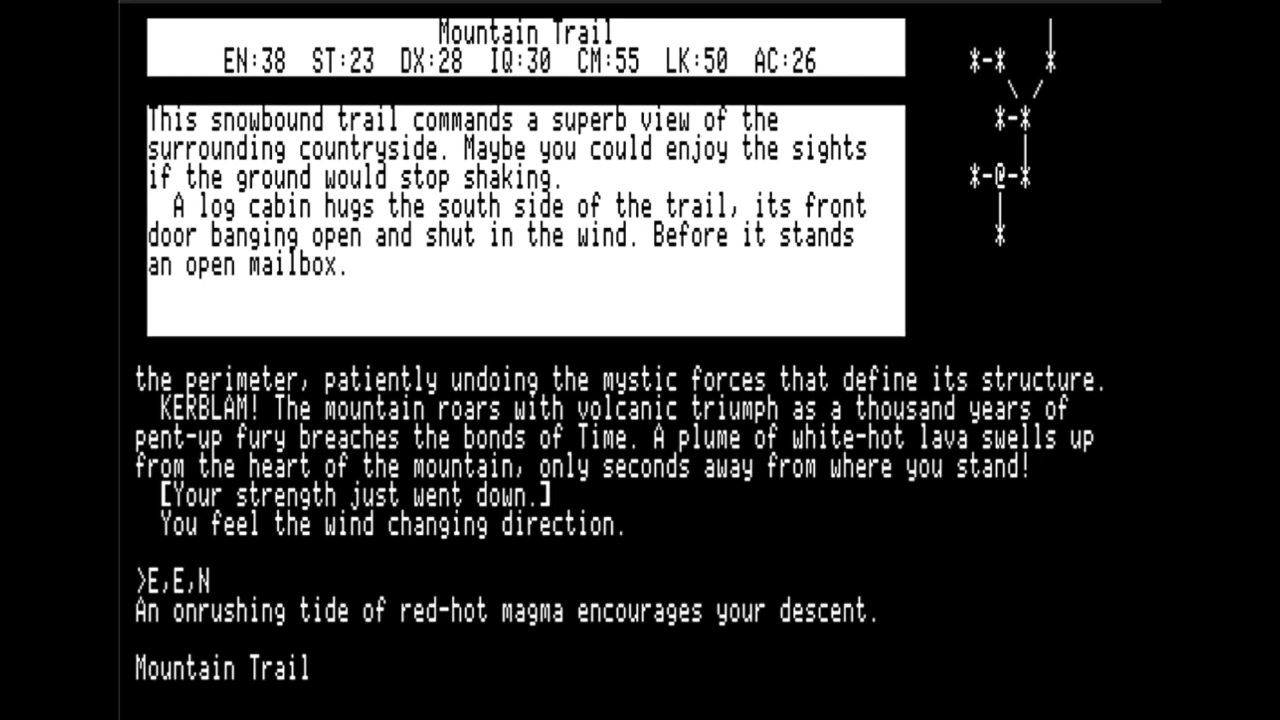 Mountain Trail
EN:38 ST:23 DX:28 IQ:30 CM:55 LK:50 AC:26
This snowbound trail commands a superb view of the
surrounding countryside. Maybe you could enjoy the sights
if the ground would stop shaking.
A log cabin hugs the south side of the trail, its front
door banging open and shut in the wind. Before it stands
an open mailbox.
|
*-* *
\ /
*-*
|
*-@-*
|
*
the perimeter, patiently undoing the mystic forces that define its structure.
KERBLAM! The mountain roars with volcanic triumph as a thousand years of
pent-up fury breaches the bonds of Time. A plume of white-hot lava swells up
from the heart of the mountain, only seconds away from where you stand!
[Your strength just went down.]
You feel the wind changing direction.
>E,E,N
An onrushing tide of red-hot magma encourages your descent.
Mountain Trail